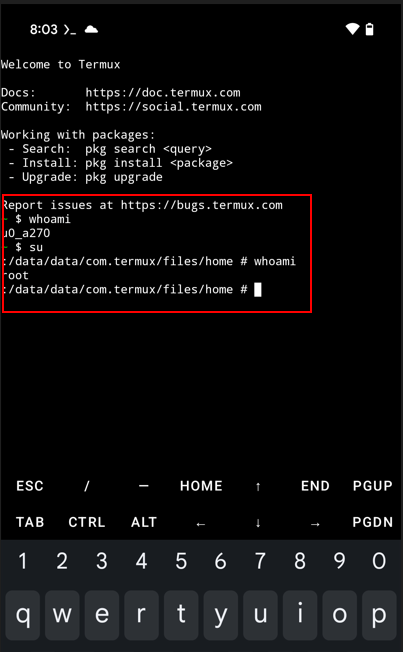 8:03
Welcome to Termux
Docs: https://doc.termux.com
Community: https://social.termux.com
Working with packages:
- Search: pkg search <query>
- Install: pkg install <package>
- Upgrade: pkg upgrade
Report issues at https://bugs.termux.com
~ $ whoami
u0_a270
~ $ su
:/data/data/com.termux/files/home # whoami
root
:/data/data/com.termux/files/home #
ESC / — HOME ↑ END PGUP
TAB CTRL ALT ← ↓ → PGDN
1 2 3 4 5 6 7 8 9 0
q w e r t y u i o p